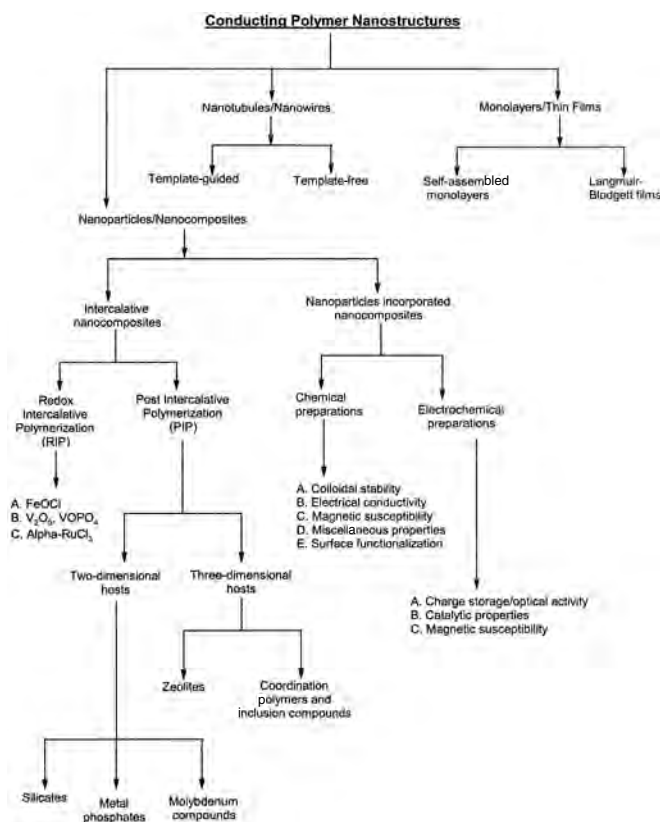 Conducting Polymer Nanostructures
Nanotubules/Nanowires
Monolayers/Thin Films
Template-guided
Template-free
Self-assembled
monolayers
Langmuir-
Blodgett films
Nanoparticles/Nanocomposites
Intercalative
nanocomposites
Nanoparticles incorporated
nanocomposites
Redox
Intercalative
Polymerization
(RIP)
Post Intercalative
Polymerization
(PIP)
Chemical
preparations
Electrochemical
preparations
A. FeOCl
B. V₂O₅, VOPO₄
C. Alpha-RuCl₃
A. Colloidal stability
B. Electrical conductivity
C. Magnetic susceptibility
D. Miscellaneous properties
E. Surface functionalization
Two-dimensional
hosts
Three-dimensional
hosts
A. Charge storage/optical activity
B. Catalytic properties
C. Magnetic susceptibility
Zeolites
Coordination
polymers and
inclusion compounds
Silicates
Metal
phosphates
Molybdenum
compounds